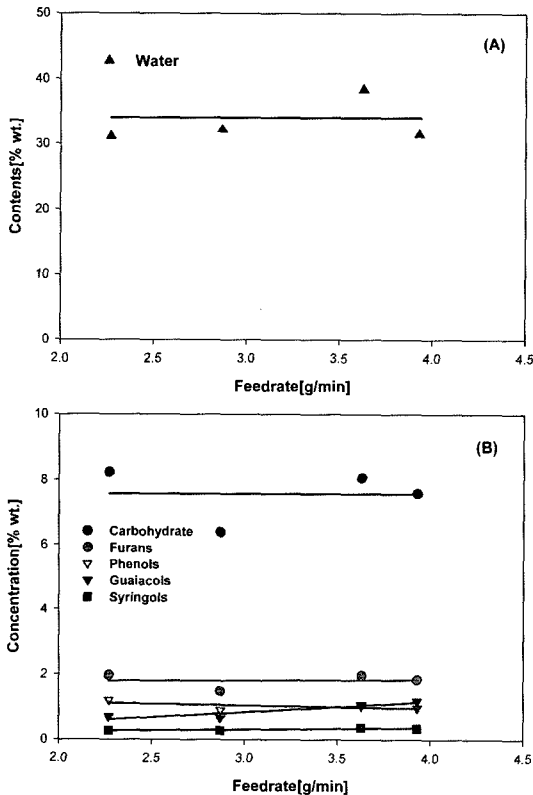 50
(A)
Water
40
30
20
10
0
Contents[% wt.]
2.0 2.5 3.0 3.5 4.0 4.5
Feedrate[g/min]
10
(B)
8
Carbohydrate
Furans
Phenols
Guaiacols
Syringols
6
4
2
0
Concentration[% wt.]
2.0 2.5 3.0 3.5 4.0 4.5
Feedrate[g/min]